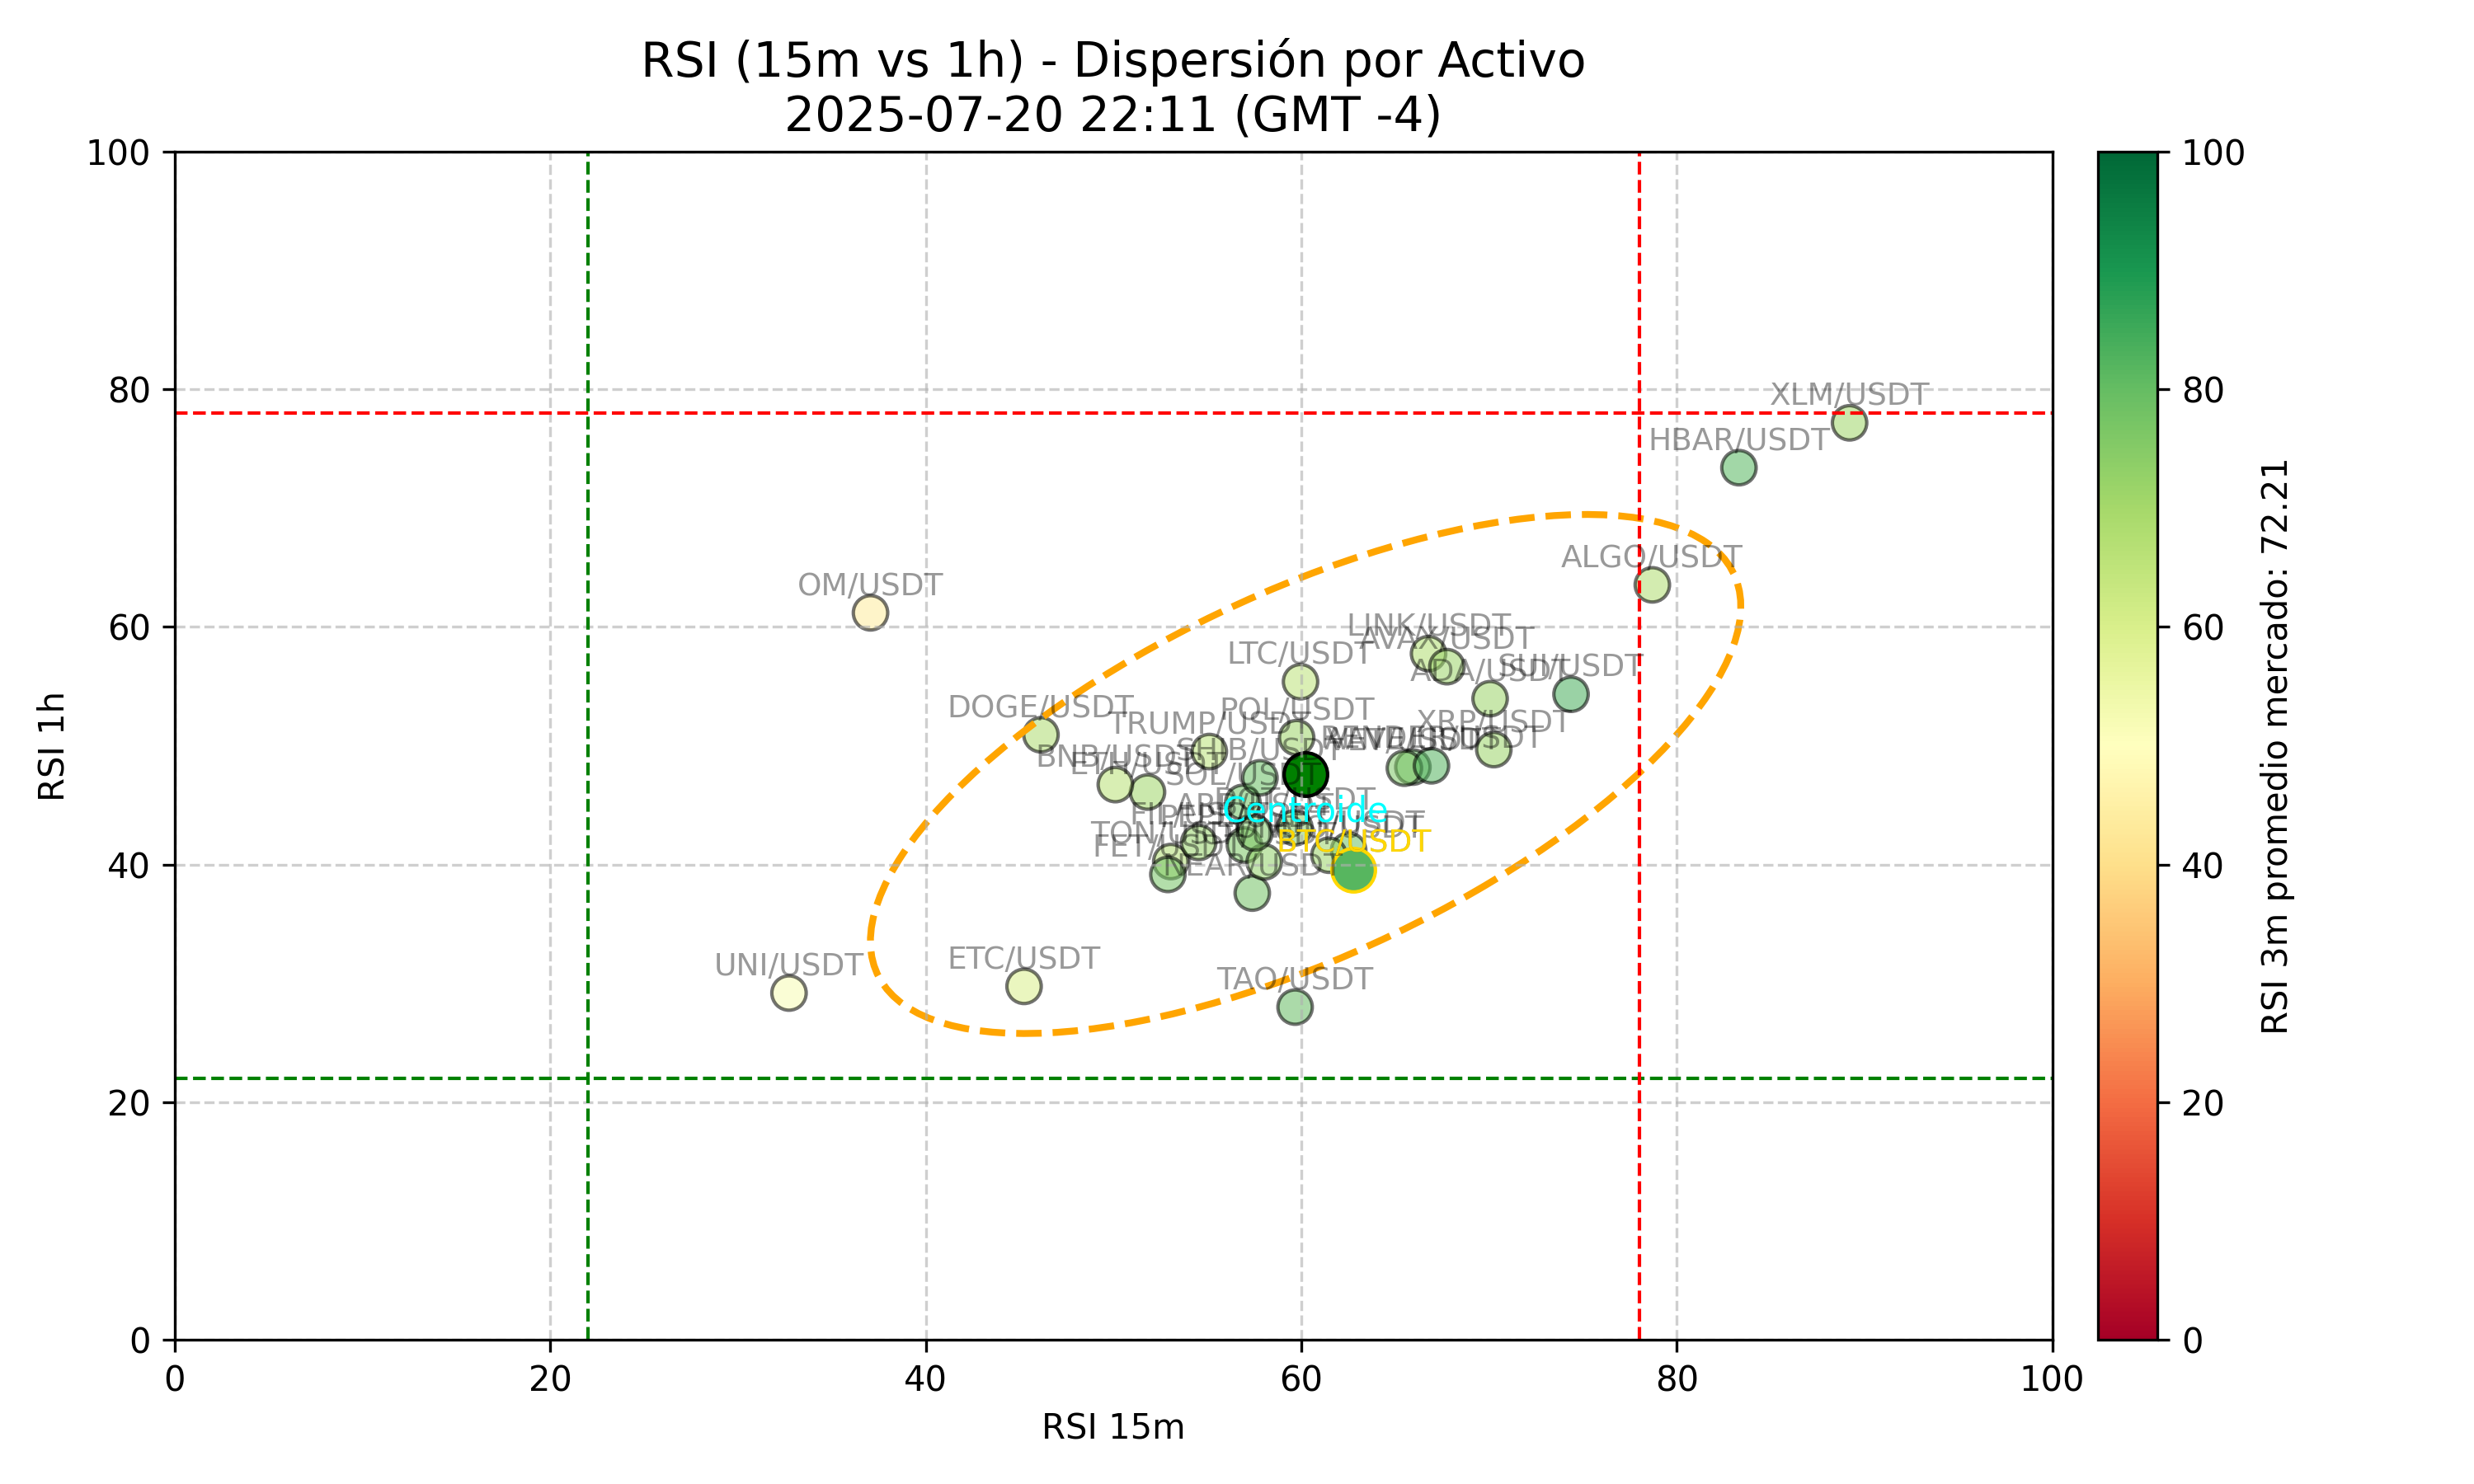 RSI (15m vs 1h) - Dispersión por Activo
2025-07-20 22:11 (GMT -4)
100
80
60
40
20
0
RSI 1h
0
20
40
60
80
100
RSI 15m
XLM/USDT
HBAR/USDT
ALGO/USDT
OM/USDT
LINK/USDT
AVAX/USDT
LTC/USDT
ADA/USDT
SUI/USDT
DOGE/USDT
POL/USDT
TRUMP/USDT
XRP/USDT
BNB/USDT
SHIB/USDT
ETH/USDT
SOL/USDT
Centroide
BTC/USDT
TON/USDT
FET/USDT
NEAR/USDT
UNI/USDT
ETC/USDT
TAO/USDT
100
80
60
40
20
0
RSI 3m promedio mercado: 72.21